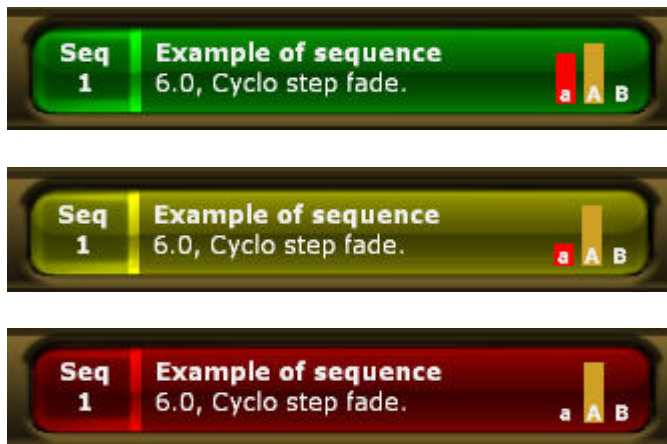 Seq
1
Example of sequence
6.0, Cyclo step fade.
a A B
Seq
1
Example of sequence
6.0, Cyclo step fade.
a A B
Seq
1
Example of sequence
6.0, Cyclo step fade.
a A B